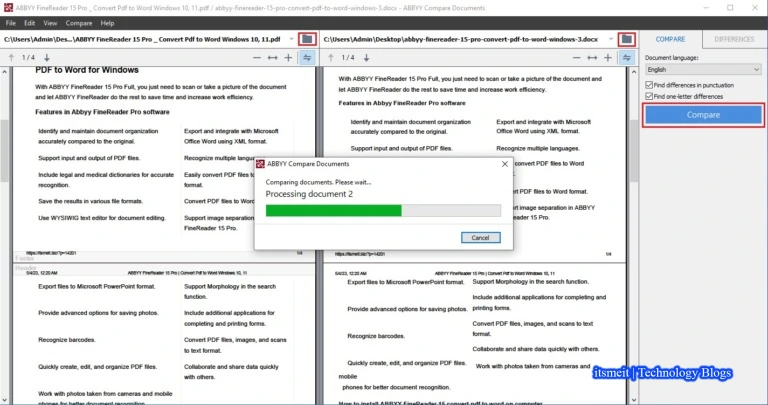 ABBYY FineReader 15 Pro _ Convert Pdf to Word Windows 10, 11.pdf / abbyy-finereader-15-pro-convert-pdf-to-word-windows-3.docx - ABBYY Compare Documents
File Edit View Compare Help
C:\Users\Admin\Des...\ABBYY FineReader 15 Pro _ Convert Pdf to Word Windows 10, 11.pdf
C:\Users\Admin\Desktop\abbyy-finereader-15-pro-convert-pdf-to-word-windows-3.docx
1 / 4
1 / 4
COMPARE
DIFFERENCES
Document language:
English
Find differences in punctuation
Find one-letter differences
Compare
PDF to Word for Windows
With ABBYY FineReader 15 Pro Full, you just need to scan or take a picture of the document
and let ABBYY FineReader do the rest to save time and increase work efficiency.
Features in Abbyy FineReader Pro software
Identify and maintain document organization
accurately compared to the original.
Export and integrate with Microsoft
Office Word using XML format.
Support input and output of PDF files.
Recognize multiple langu
Include legal and medical dictionaries for accurate
recognition.
Easily convert PDF files t
format.
Save the results in various file formats.
Convert PDF files to Wor
Use WYSIWIG text editor for document editing.
Support image separation
FineReader 15 Pro.
https://itsmeit.biz/?p=14201
1/4
Header
5/4/23, 12:20 AM
ABBYY FineReader 15 Pro | Convert Pdf to Word Windows 10, 11
Export files to Microsoft PowerPoint format.
Support Morphology in the search
function.
Provide advanced options for saving photos.
Include additional applications for
completing and printing forms.
Recognize barcodes.
Convert PDF files, images, and scans
to text format.
Quickly create, edit, and organize PDF files.
Collaborate and share data quickly
with others.
Work with photos taken from cameras and mobile
phones for better document recognition.
With ABBYY FineReader 15 Pro Full, you just need to scan or take a picture of the document
and let ABBYY FineReader do the rest to save time and increase work efficiency.
Features in Abbyy FineReader Pro software
Identify and maintain document organization
accurately compared to the original.
Export and integrate with Microsoft
Office Word using XML format.
Support input and output of PDF files.
Recognize multiple languages.
convert PDF files to Word
PDF files to Word format.
image separation in ABBYY
15 Pro.
1/4
5/4/23, 12:20 AM
ABBYY FineReader 15 Pro | Convert Pdf to Word Windows 10, 11
Export files to Microsoft PowerPoint format.
Support Morphology in the search
function.
Provide advanced options for saving photos.
Include additional applications for completing and
printing forms.
Recognize barcodes.
Convert PDF files, images, and scans to text
format.
Collaborate and share data quickly with others.
Quickly create, edit, and organize PDF files.
Work with photos taken from cameras and
mobile
phones for better document recognition.
How to install ABBYY FineReader 15 convert pdf to word on computer
ABBYY Compare Documents
Comparing documents. Please wait...
Processing document 2
Cancel
itsmeit | Technology Blogs